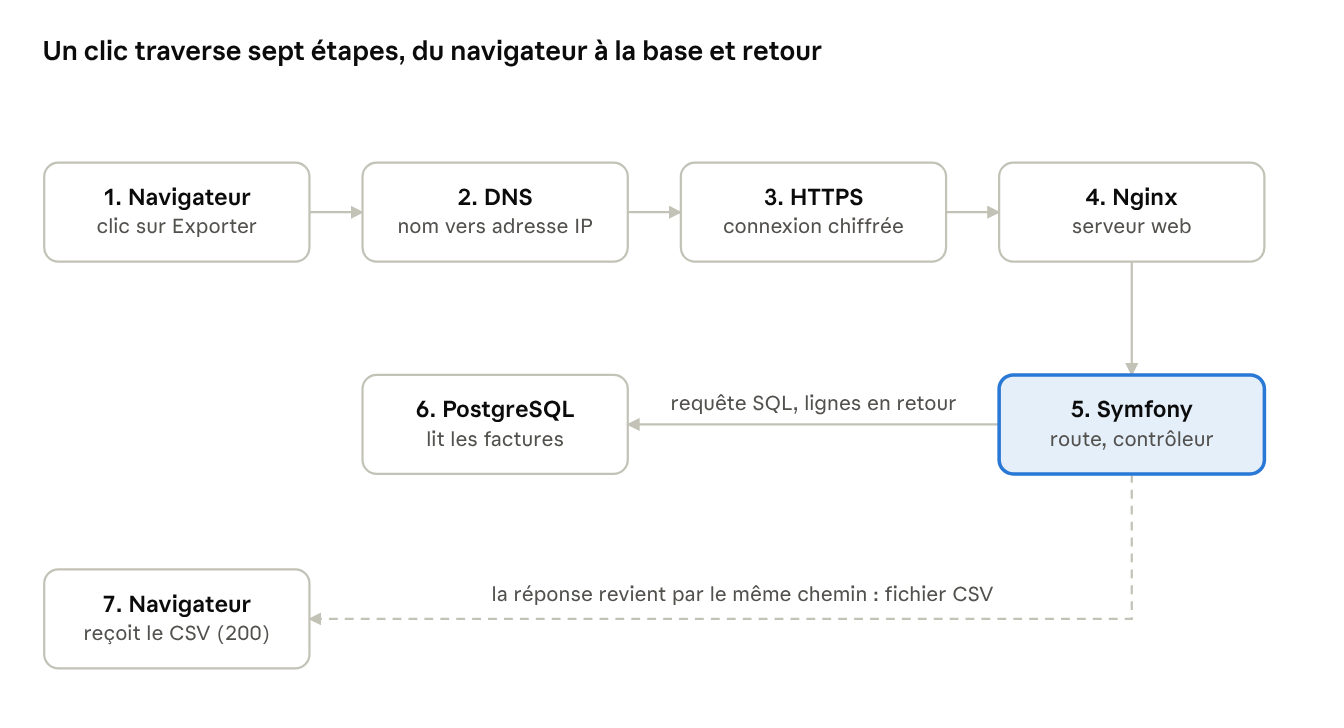 Un clic traverse sept étapes, du navigateur à la base et retour
1. Navigateur
clic sur Exporter
2. DNS
nom vers adresse IP
3. HTTPS
connexion chiffrée
4. Nginx
serveur web
5. Symfony
route, contrôleur
requête SQL, lignes en retour
6. PostgreSQL
lit les factures
la réponse revient par le même chemin : fichier CSV
7. Navigateur
reçoit le CSV (200)